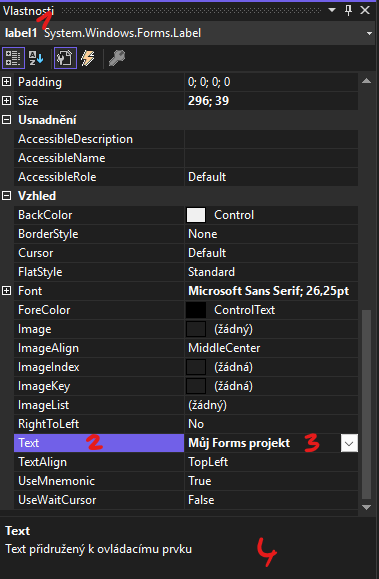 Vlastnosti
1
label1 System.Windows.Forms.Label
Padding 0; 0; 0; 0
Size 296; 39
Usnadnění
AccessibleDescription
AccessibleName
AccessibleRole Default
Vzhled
BackColor Control
BorderStyle None
Cursor Default
FlatStyle Standard
Font Microsoft Sans Serif; 26,25pt
ForeColor ControlText
Image (žádný)
ImageAlign MiddleCenter
ImageIndex (žádná)
ImageKey (žádná)
ImageList (žádný)
RightToLeft No
Text 2 Můj Forms projekt 3
TextAlign TopLeft
UseMnemonic True
UseWaitCursor False
Text
Text přidružený k ovládacímu prvku 4